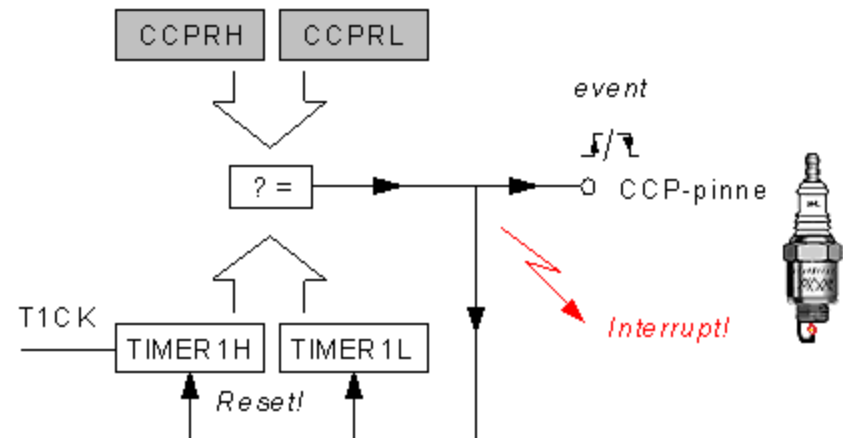 CCPRH CCPRL
event
? =
CCP-pinne
T1CK
Interrupt!
TIMER1H TIMER1L
Reset!